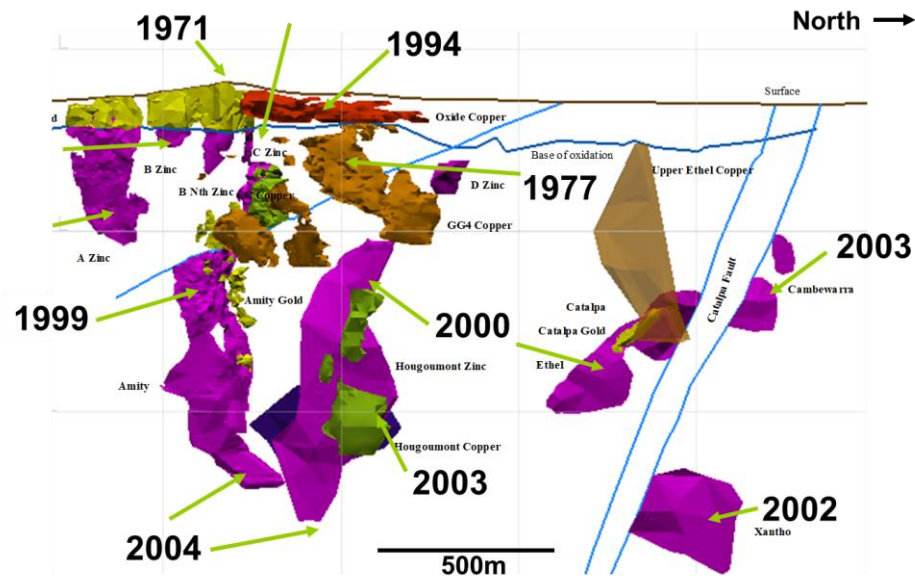 North
1971
1994
Surface
d
Oxide Copper
Base of oxidation
C Zinc
B Zinc
D Zinc
Upper Ethel Copper
1977
B Nth Zinc
Copper
GG4 Copper
A Zinc
2003
Cambewarra
Catalpa Fault
Amity Gold
Catalpa
1999
2000
Catalpa Gold
Hougoumont Zinc
Ethel
Amity
Hougoumont Copper
2003
2002
Xantho
2004
500m